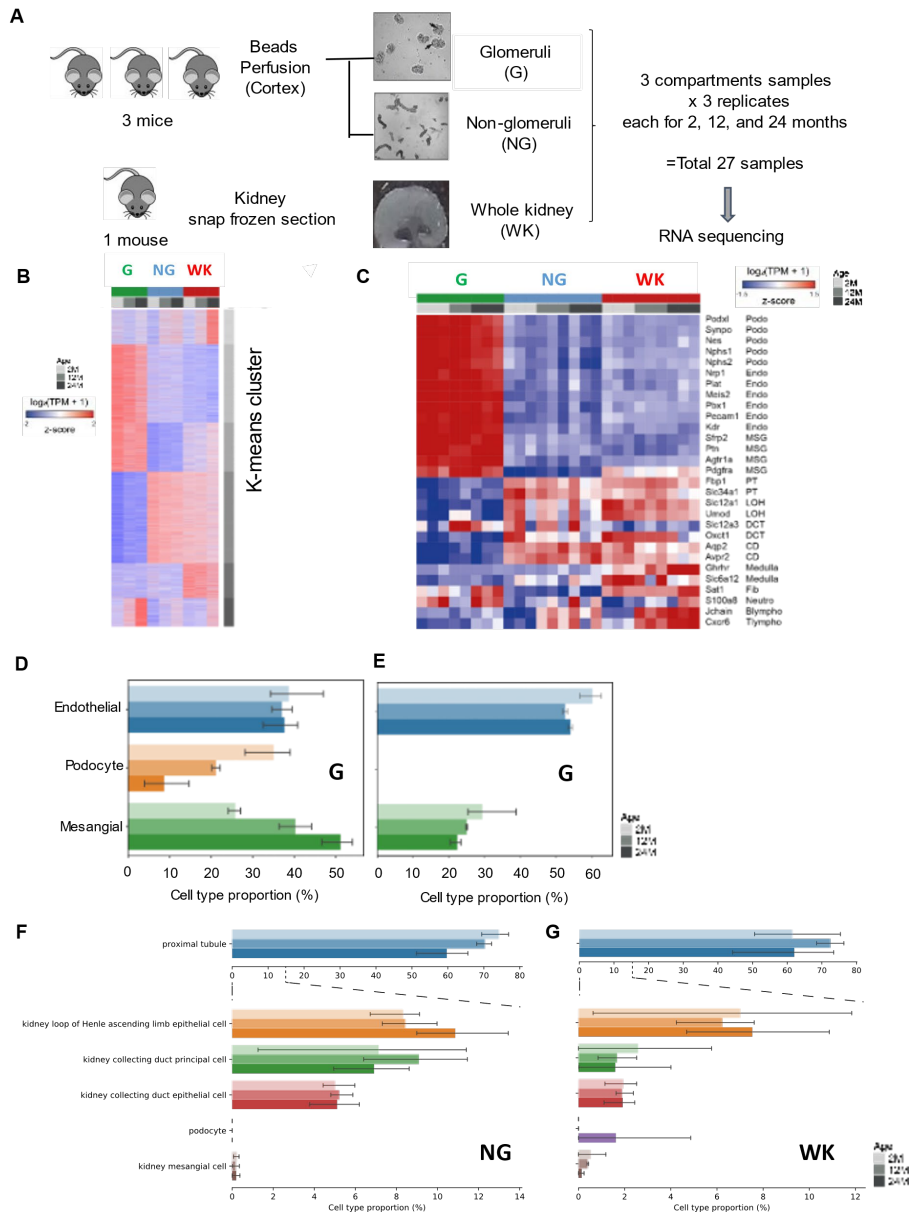 A
Beads
Perfusion
(Cortex)
3 mice
Glomeruli
(G)
Non-glomeruli
(NG)
1 mouse
Kidney
snap frozen section
Whole kidney
(WK)
3 compartments samples
x 3 replicates
each for 2, 12, and 24 months
=Total 27 samples
RNA sequencing
B
G NG WK
Age
2M
12M
24M
log₂(TPM + 1)
2 2
z-score
K-means cluster
C
G NG WK
log₂(TPM + 1)
-1.5 1.5
z-score
Age
2M
12M
24M
Podxl Podo
Synpo Podo
Nes Podo
Nphs1 Podo
Nphs2 Podo
Nrp1 Endo
Plat Endo
Meis2 Endo
Pbx1 Endo
Pecam1 Endo
Kdr Endo
Sfrp2 MSG
Ptn MSG
Agtr1a MSG
Pdgfra MSG
Fbp1 PT
Slc34a1 PT
Slc12a1 LOH
Umod LOH
Slc12a3 DCT
Oxct1 DCT
Aqp2 CD
Avpr2 CD
Ghrhr Medulla
Slc6a12 Medulla
Sat1 Fib
S100a8 Neutro
Jchain Blympo
Cxcr6 Tlympo
D
Endothelial
Podocyte
Mesangial
G
0 10 20 30 40 50
Cell type proportion (%)
E
G
0 10 20 30 40 50 60
Cell type proportion (%)
Age
2M
12M
24M
F
proximal tubule
0 10 20 30 40 50 60 70 80
kidney loop of Henle ascending limb epithelial cell
kidney collecting duct principal cell
kidney collecting duct epithelial cell
podocyte
kidney mesangial cell
NG
0 2 4 6 8 10 12 14
Cell type proportion (%)
G
0 10 20 30 40 50 60 70 80
WK
0 2 4 6 8 10 12
Cell type proportion (%)
Age
2M
12M
24M